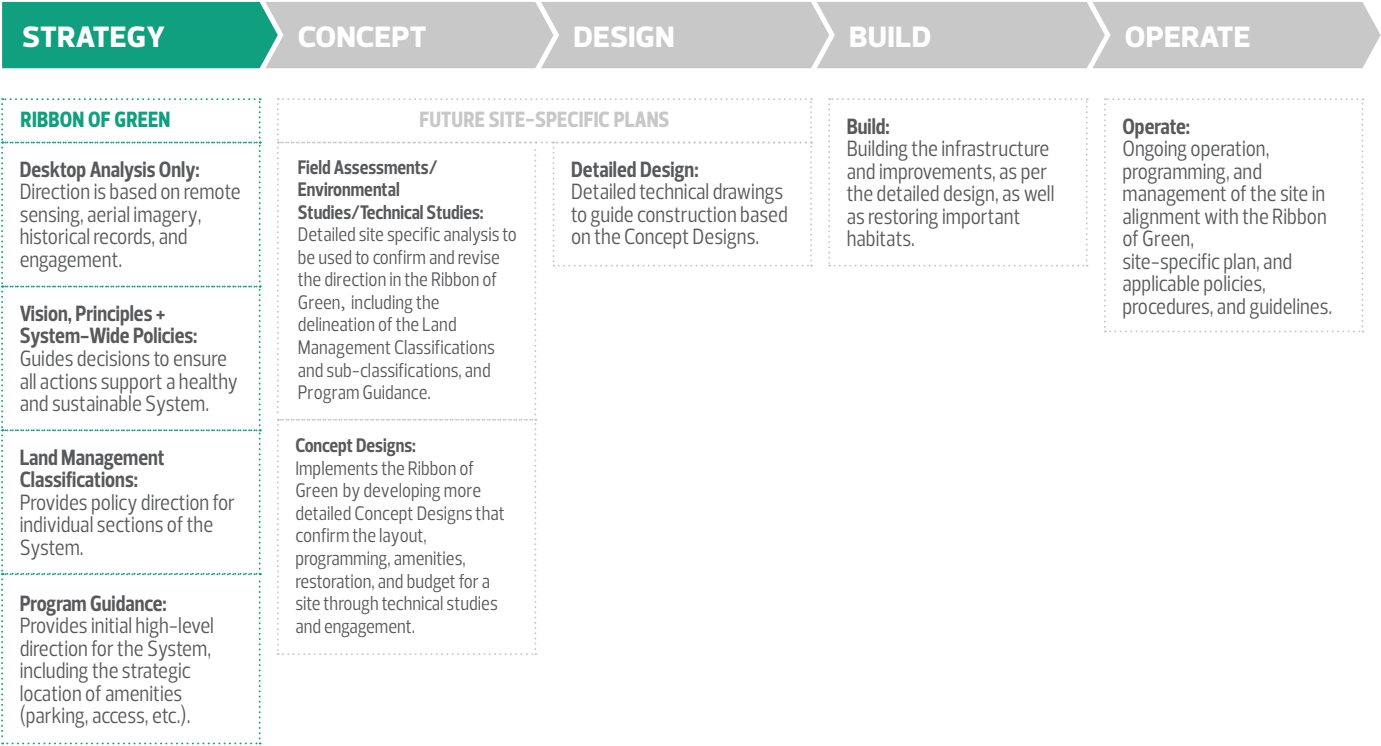 STRATEGY
CONCEPT
DESIGN
BUILD
OPERATE
RIBBON OF GREEN
Desktop Analysis Only:
Direction is based on remote
sensing, aerial imagery,
historical records, and
engagement.
Vision, Principles +
System-Wide Policies:
Guides decisions to ensure
all actions support a healthy
and sustainable System.
Land Management
Classifications:
Provides policy direction for
individual sections of the
System.
Program Guidance:
Provides initial high-level
direction for the System,
including the strategic
location of amenities
(parking, access, etc.).
FUTURE SITE-SPECIFIC PLANS
Field Assessments/
Environmental
Studies/Technical Studies:
Detailed site specific analysis to
be used to confirm and revise
the direction in the Ribbon of
Green, including the
delineation of the Land
Management Classifications
and sub-classifications, and
Program Guidance.
Concept Designs:
Implements the Ribbon of
Green by developing more
detailed Concept Designs that
confirm the layout,
programming, amenities,
restoration, and budget for a
site through technical studies
and engagement.
Detailed Design:
Detailed technical drawings
to guide construction based
on the Concept Designs.
Build:
Building the infrastructure
and improvements, as per
the detailed design, as well
as restoring important
habitats.
Operate:
Ongoing operation,
programming, and
management of the site in
alignment with the Ribbon
of Green,
site-specific plan, and
applicable policies,
procedures, and guidelines.